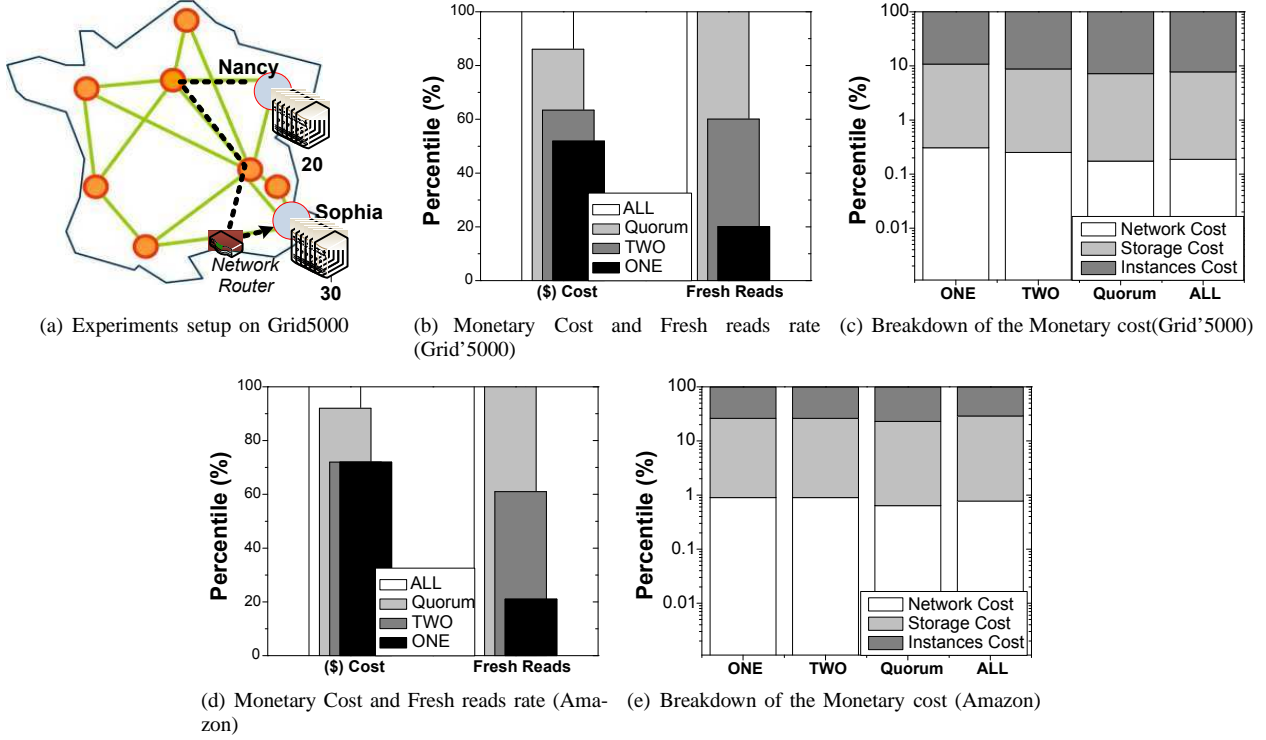 Nancy
20
Sophia
Network
Router
30
(a) Experiments setup on Grid5000
Percentile (%)
100
80
60
40
20
0
ALL
Quorum
TWO
ONE
($) Cost
Fresh Reads
(b) Monetary Cost and Fresh reads rate
(Grid'5000)
Percentile (%)
100
10
1
0.1
0.01
Network Cost
Storage Cost
Instances Cost
ONE
TWO
Quorum
ALL
(c) Breakdown of the Monetary cost(Grid'5000)
Percentile (%)
100
80
60
40
20
0
ALL
Quorum
TWO
ONE
($) Cost
Fresh Reads
(d) Monetary Cost and Fresh reads rate (Ama-
zon)
Percentile (%)
100
10
1
0.1
0.01
Network Cost
Storage Cost
Instances Cost
ONE
TWO
Quorum
ALL
(e) Breakdown of the Monetary cost (Amazon)